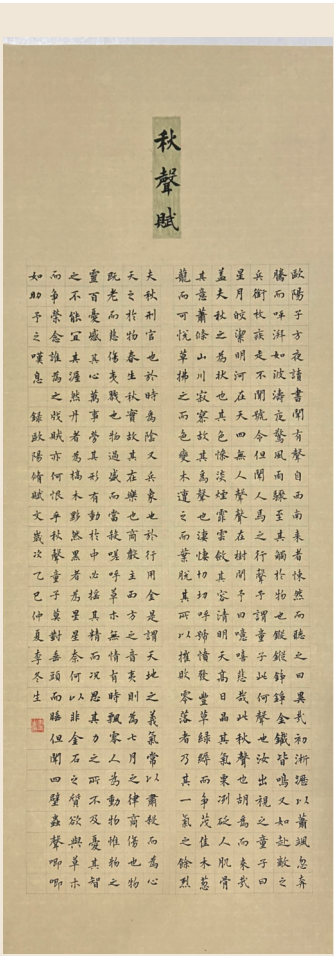 秋聲賦
歐陽子方夜讀書聞有聲自西南來者悚然而聽之曰異哉初淅瀝以蕭颯忽奔
騰而砰湃如波濤夜驚風雨驟至其觸於物也鏦鏦錚錚金鐵皆鳴又如赴敵之
兵銜枚疾走不聞號令但聞人馬之行聲予謂童子此何聲也汝出視之童子曰
星月皎潔明河在天四無人聲聲在樹間予曰噫嘻悲哉此秋聲也胡爲而來哉
蓋夫秋之爲狀也其色慘淡煙霏雲斂其容清明天高日晶其氣栗冽砭人肌骨
其意蕭條山川寂寥故其爲聲也淒淒切切呼號憤發豐草綠縟而爭茂佳木蔥
龍而可悅草拂之而色變木遭之而葉脫其所以摧敗零落者乃其一氣之餘烈
夫秋刑官也於時爲陰又兵象也於行用金是謂天地之義氣常以肅殺而爲心
天之於物春生秋實故其在樂也商聲主西方之音夷則爲七月之律商傷也物
既老而悲傷夷戮也物過盛而當殺嗟乎草木無情有時飄零人爲動物惟物之
靈百憂感其心萬事勞其形有動於中必搖其精而況思其力之所不及憂其智
之不能宜其渥然丹者爲槁木黟然黑者爲星星奈何以非金石之質欲與草木
而爭榮念誰爲之戕賊亦何恨乎秋聲童子莫對垂頭而睡但聞四壁蟲聲唧唧
如助予之嘆息 錄歐陽脩賦文歲次乙巳仲夏李冬生